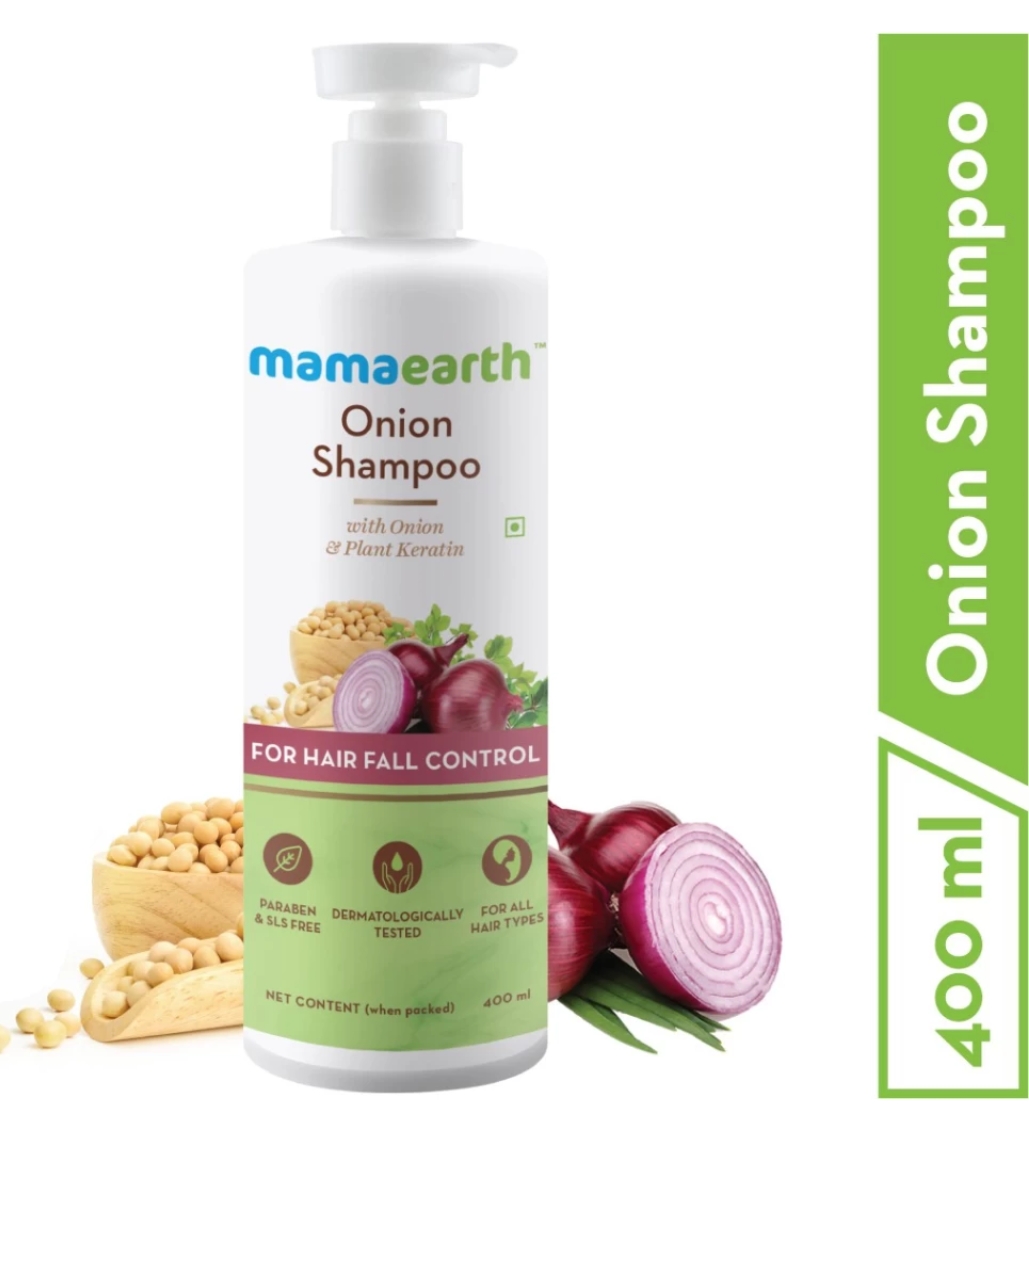 mamaearth™
Onion
Shampoo
with Onion
& Plant Keratin
FOR HAIR FALL CONTROL
PARABEN
& SLS FREE
DERMATOLOGICALLY
TESTED
FOR ALL
HAIR TYPES
NET CONTENT (when packed) 400 ml
Onion Shampoo
400 ml